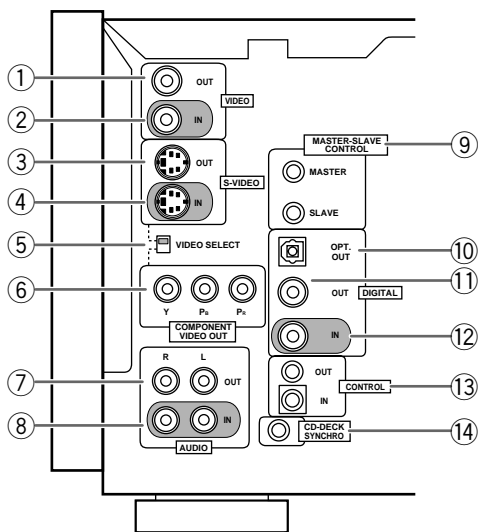 ① OUT
VIDEO
② IN
③ OUT
S-VIDEO
④ IN
⑤ VIDEO SELECT
⑥
Y PB PR
COMPONENT
VIDEO OUT
R L
⑦ OUT
⑧ IN
AUDIO
MASTER-SLAVE
CONTROL
⑨
MASTER
SLAVE
OPT.
OUT
⑩
⑪
OUT DIGITAL
IN
⑫
OUT
CONTROL
⑬
IN
CD-DECK
SYNCHRO
⑭